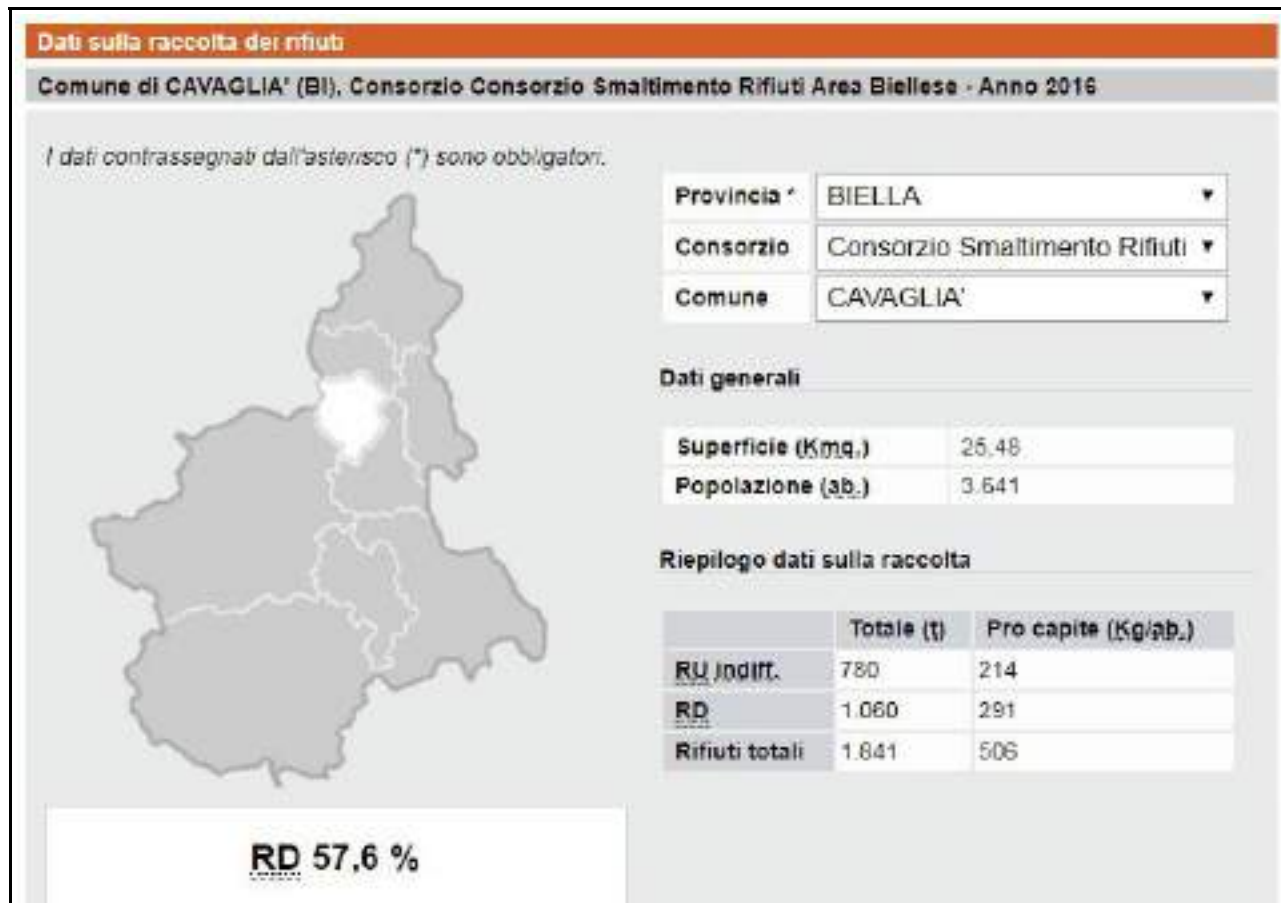 Dati sulla raccolta dei rifiuti
Comune di CAVAGLIA' (BI), Consorzio Consorzio Smaltimento Rifiuti Area Biellese - Anno 2016
I dati contrassegnati dall'asterisco (*) sono obbligatori.
Provincia * BIELLA
Consorzio Consorzio Smaltimento Rifiuti
Comune CAVAGLIA'
Dati generali
Superficie (Kmq.) 25,48
Popolazione (ab.) 3.641
Riepilogo dati sulla raccolta
Totale (t) Pro capite (Kg/ab.)
RU indiff. 780 214
RD 1.060 291
Rifiuti totali 1.841 506
RD 57,6 %